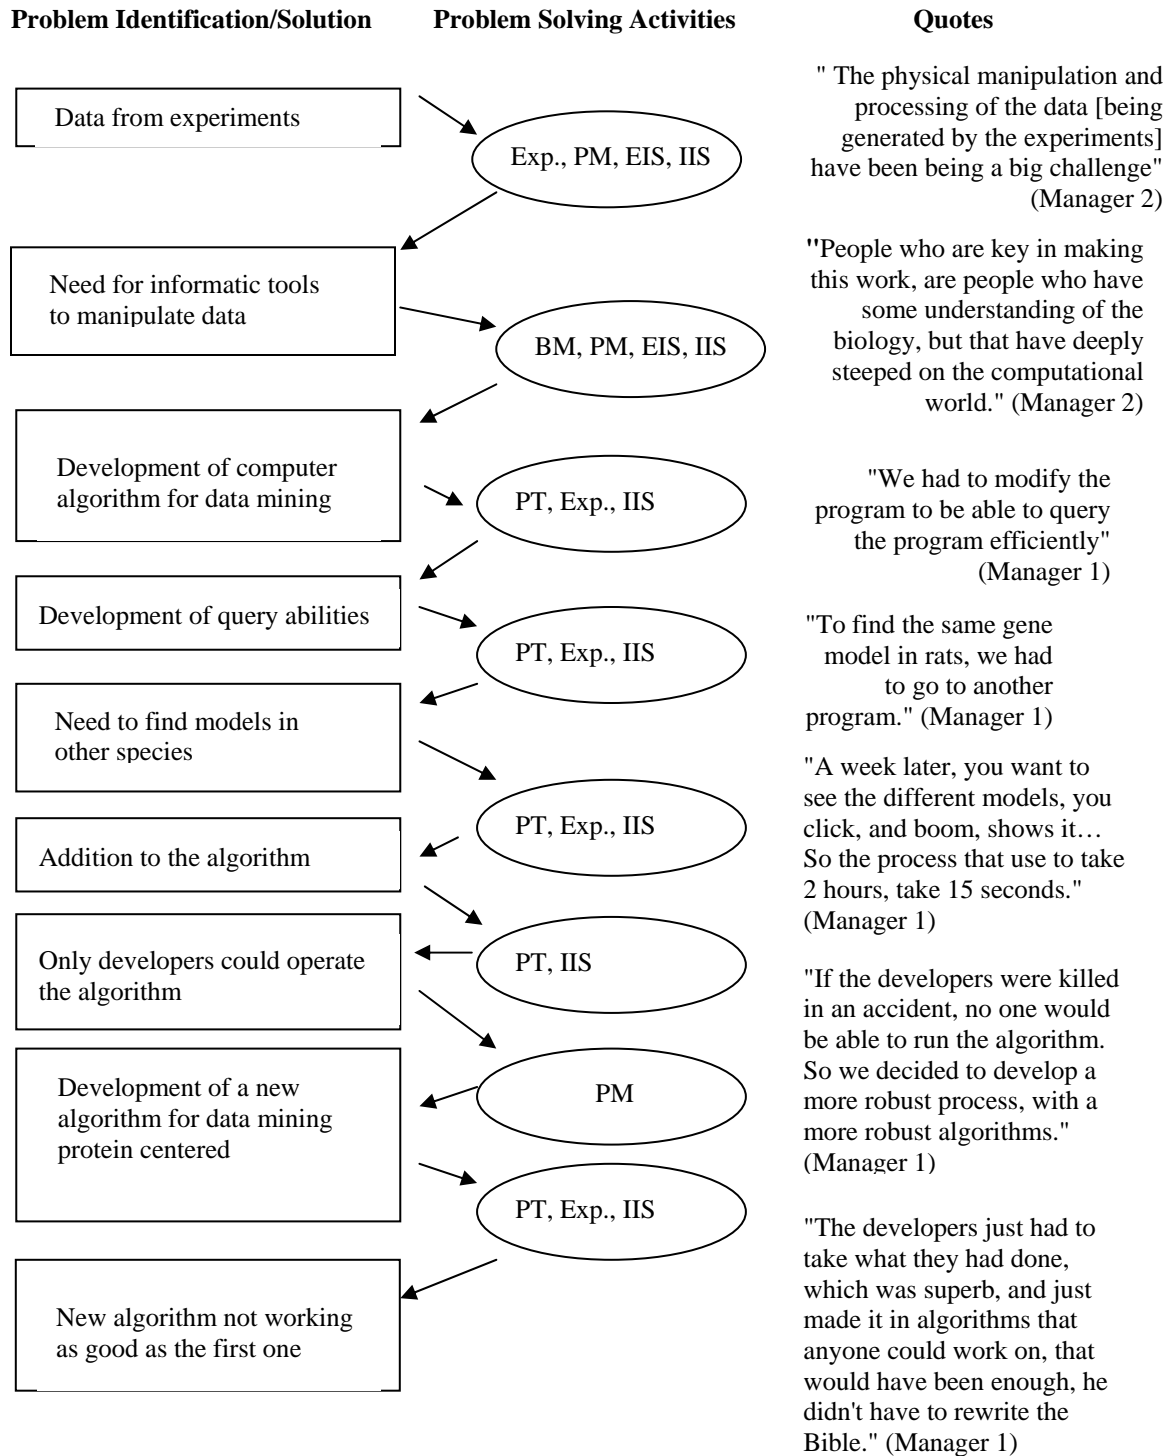 Problem Identification/Solution
Problem Solving Activities
Quotes
Data from experiments
Exp., PM, EIS, IIS
" The physical manipulation and
processing of the data [being
generated by the experiments]
have been being a big challenge"
(Manager 2)
Need for informatic tools
to manipulate data
BM, PM, EIS, IIS
"People who are key in making
this work, are people who have
some understanding of the
biology, but that have deeply
steeped on the computational
world." (Manager 2)
Development of computer
algorithm for data mining
PT, Exp., IIS
"We had to modify the
program to be able to query
the program efficiently"
(Manager 1)
Development of query abilities
PT, Exp., IIS
"To find the same gene
model in rats, we had
to go to another
program." (Manager 1)
Need to find models in
other species
PT, Exp., IIS
"A week later, you want to
see the different models, you
click, and boom, shows it…
So the process that use to take
2 hours, take 15 seconds."
(Manager 1)
Addition to the algorithm
PT, IIS
Only developers could operate
the algorithm
PM
"If the developers were killed
in an accident, no one would
be able to run the algorithm.
So we decided to develop a
more robust process, with a
more robust algorithms."
(Manager 1)
Development of a new
algorithm for data mining
protein centered
PT, Exp., IIS
New algorithm not working
as good as the first one
"The developers just had to
take what they had done,
which was superb, and just
made it in algorithms that
anyone could work on, that
would have been enough, he
didn't have to rewrite the
Bible." (Manager 1)